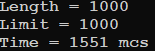 Length = 1000
Limit = 1000
Time = 1551 mcs